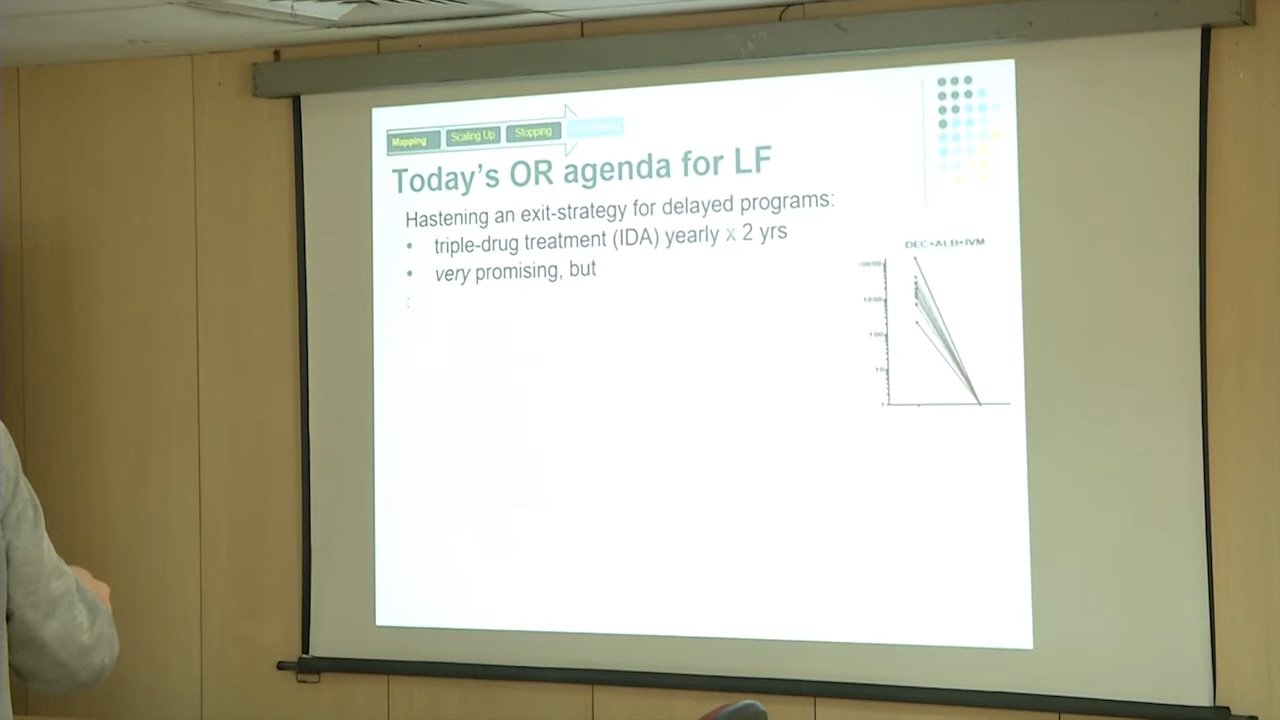 Mapping
Scaling Up
Stopping
Today's OR agenda for LF
Hastening an exit-strategy for delayed programs:
• triple-drug treatment (IDA) yearly x 2 yrs
• very promising, but
:
DEC+ALB+IVM